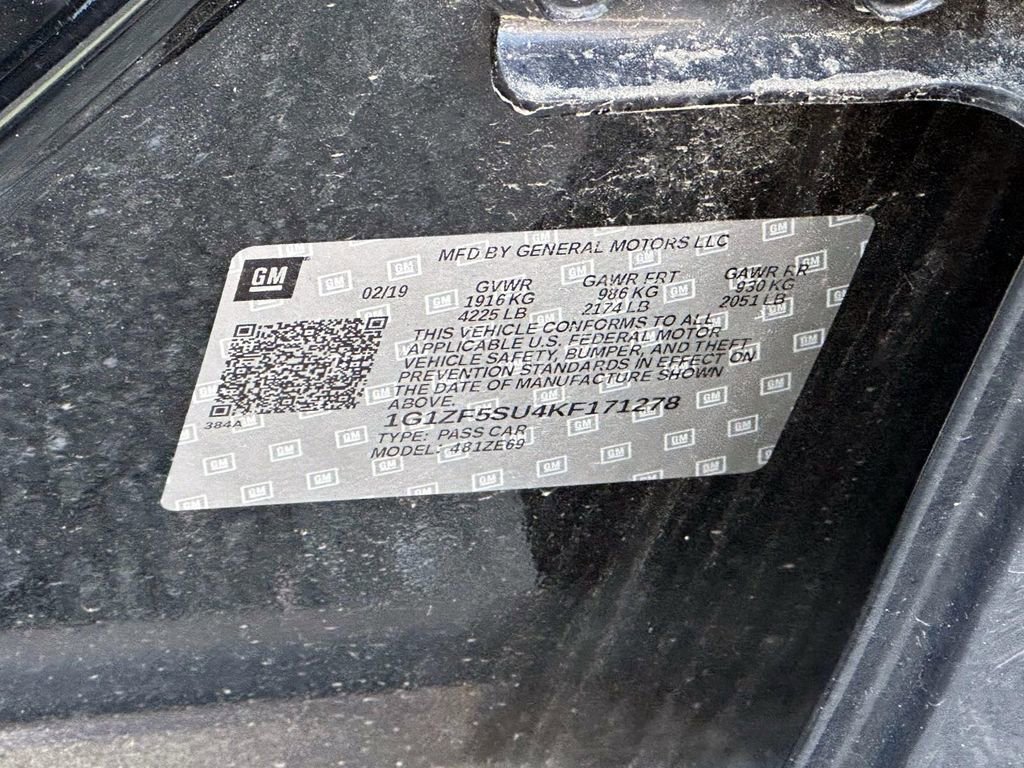 GM
MFD BY GENERAL MOTORS LLC
02/19
GVWR GAWR FRT GAWR RR
1916 KG 986 KG 930 KG
4225 LB 2174 LB 2051 LB
THIS VEHICLE CONFORMS TO ALL
APPLICABLE U.S. FEDERAL MOTOR
VEHICLE SAFETY, BUMPER, AND THEFT
PREVENTION STANDARDS IN EFFECT ON
THE DATE OF MANUFACTURE SHOWN
ABOVE.
384A
1G1ZF5SU4KF171278
TYPE: PASS CAR
MODEL: 481ZE69